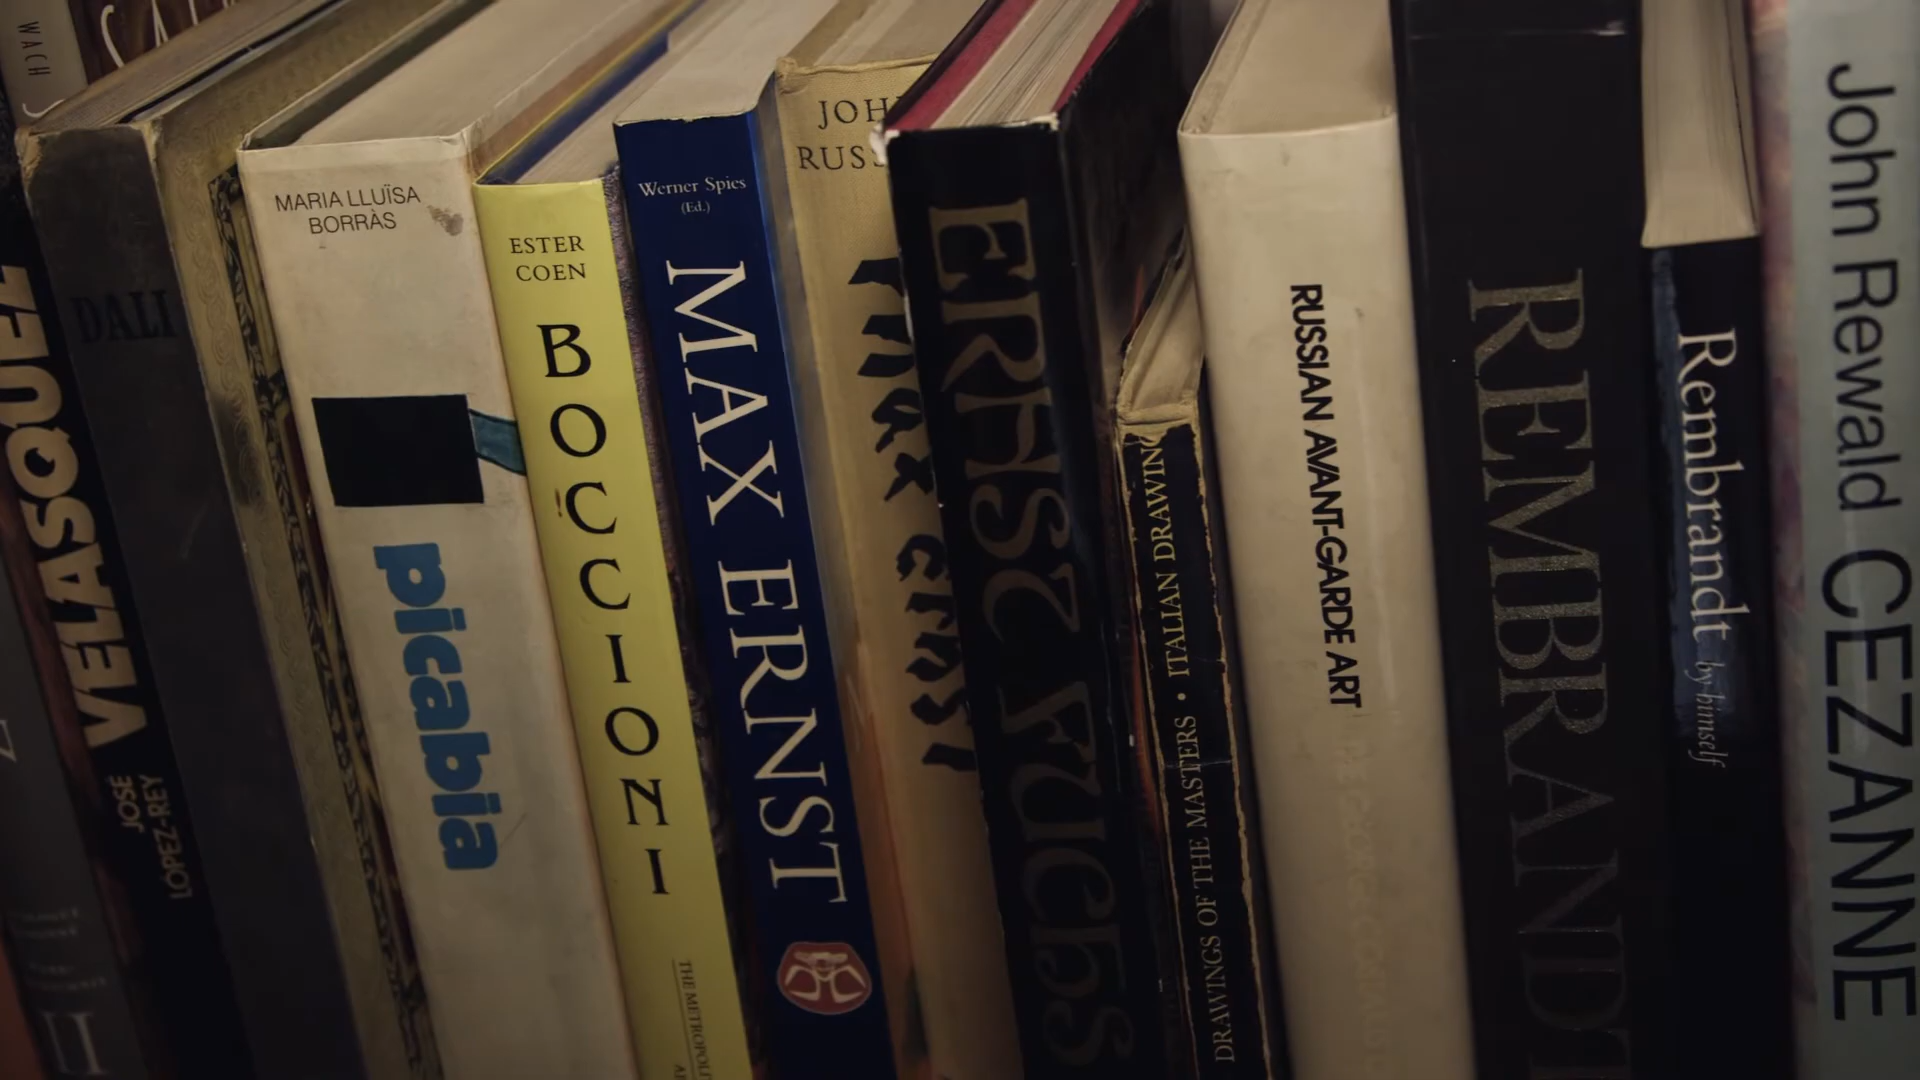 WACH
VELASQUEZ
JOSÉ
LÓPEZ-REY
II
DALI
MARIA LLUÏSA
BORRÀS
picabia
ESTER
COEN
BOCCIONI
THE METROPOLIT
Werner Spies
(Ed.)
MAX ERNST
JOH
RUSS
max ernst
ERNST FUCHS
DRAWINGS OF THE MASTERS • ITALIAN DRAWIN
RUSSIAN AVANT-GARDE ART
REMBRANDT
Rembrandt by himself
John Rewald CEZANNE